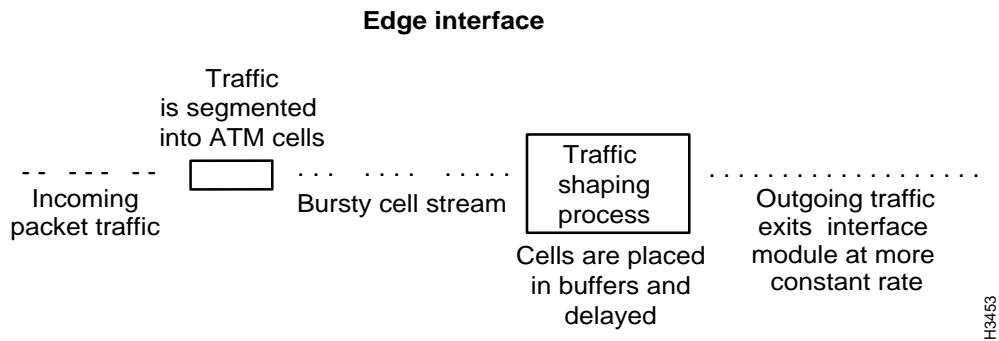 Edge interface
Traffic
is segmented
into ATM cells
Incoming
packet traffic
Bursty cell stream
Traffic
shaping
process
Cells are placed
in buffers and
delayed
Outgoing traffic
exits interface
module at more
constant rate
H3453